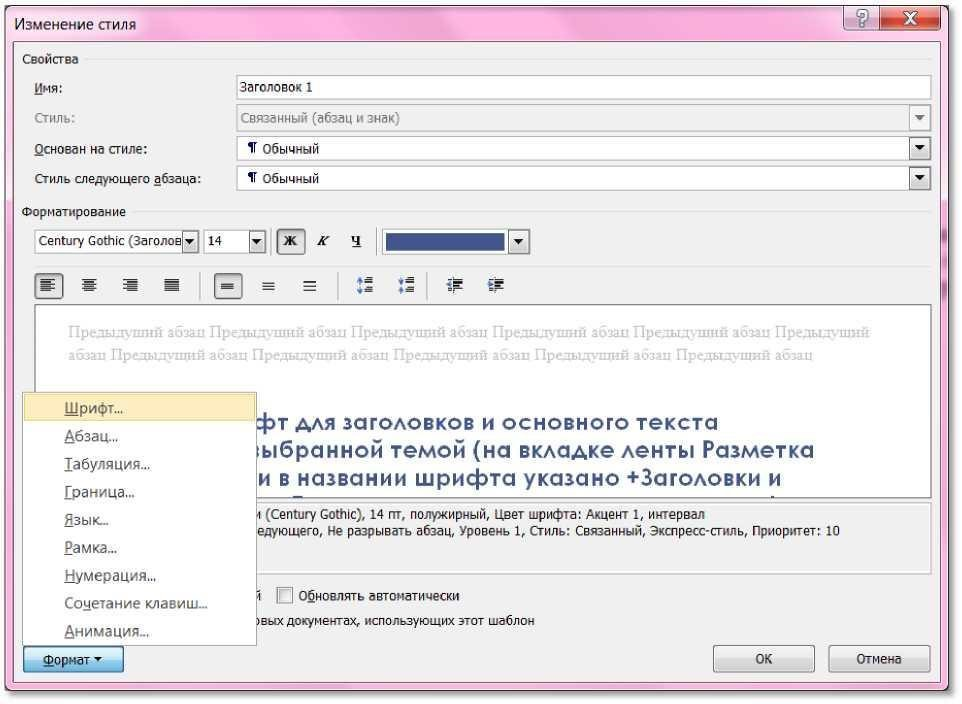 Изменение стиля
Свойства
Имя: Заголовок 1
Стиль: Связанный (абзац и знак)
Основан на стиле: ¶ Обычный
Стиль следующего абзаца: ¶ Обычный
Форматирование
Century Gothic (Заголов 14 Ж К Ч
Предыдущий абзац Предыдущий абзац Предыдущий абзац Предыдущий абзац Предыдущий абзац Предыдущий
абзац Предыдущий абзац Предыдущий абзац Предыдущий абзац Предыдущий абзац Предыдущий абзац
фт для заголовков и основного текста
выбранной темой (на вкладке ленты Разметка
и в названии шрифта указано +Заголовки и
и (Century Gothic), 14 пт, полужирный, Цвет шрифта: Акцент 1, интервал
едующего, Не разрывать абзац, Уровень 1, Стиль: Связанный, Экспресс-стиль, Приоритет: 10
й Обновлять автоматически
овых документах, использующих этот шаблон
Шрифт...
Абзац...
Табуляция...
Граница...
Язык...
Рамка...
Нумерация...
Сочетание клавиш...
Анимация...
Формат
ОК
Отмена